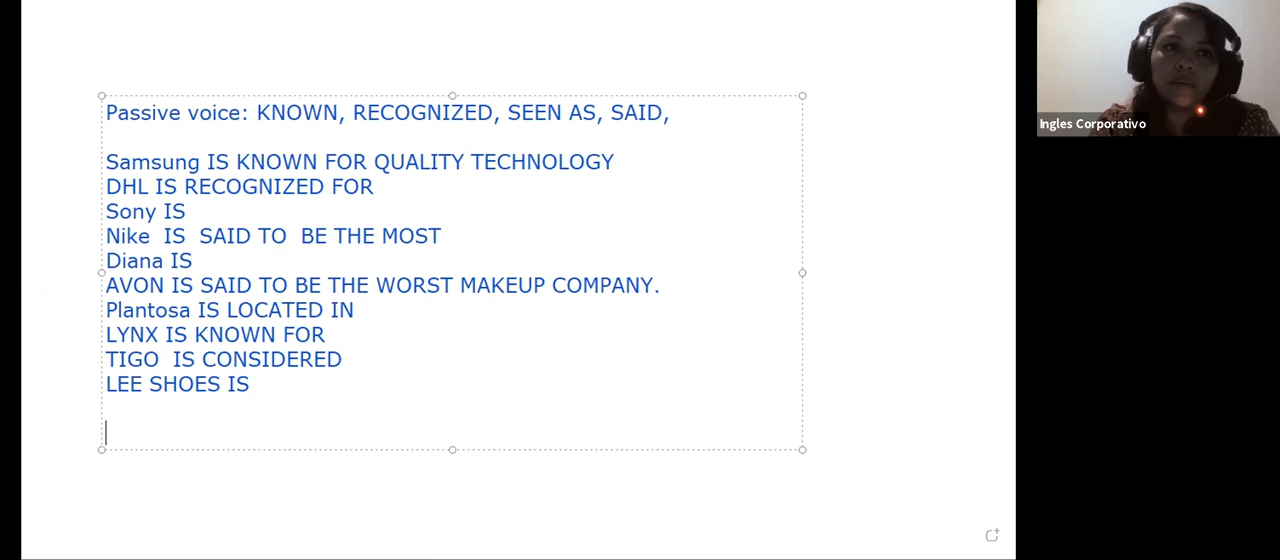 Passive voice: KNOWN, RECOGNIZED, SEEN AS, SAID,
Samsung IS KNOWN FOR QUALITY TECHNOLOGY
DHL IS RECOGNIZED FOR
Sony IS
Nike IS SAID TO BE THE MOST
Diana IS
AVON IS SAID TO BE THE WORST MAKEUP COMPANY.
Plantosa IS LOCATED IN
LYNX IS KNOWN FOR
TIGO IS CONSIDERED
LEE SHOES IS
Ingles Corporativo